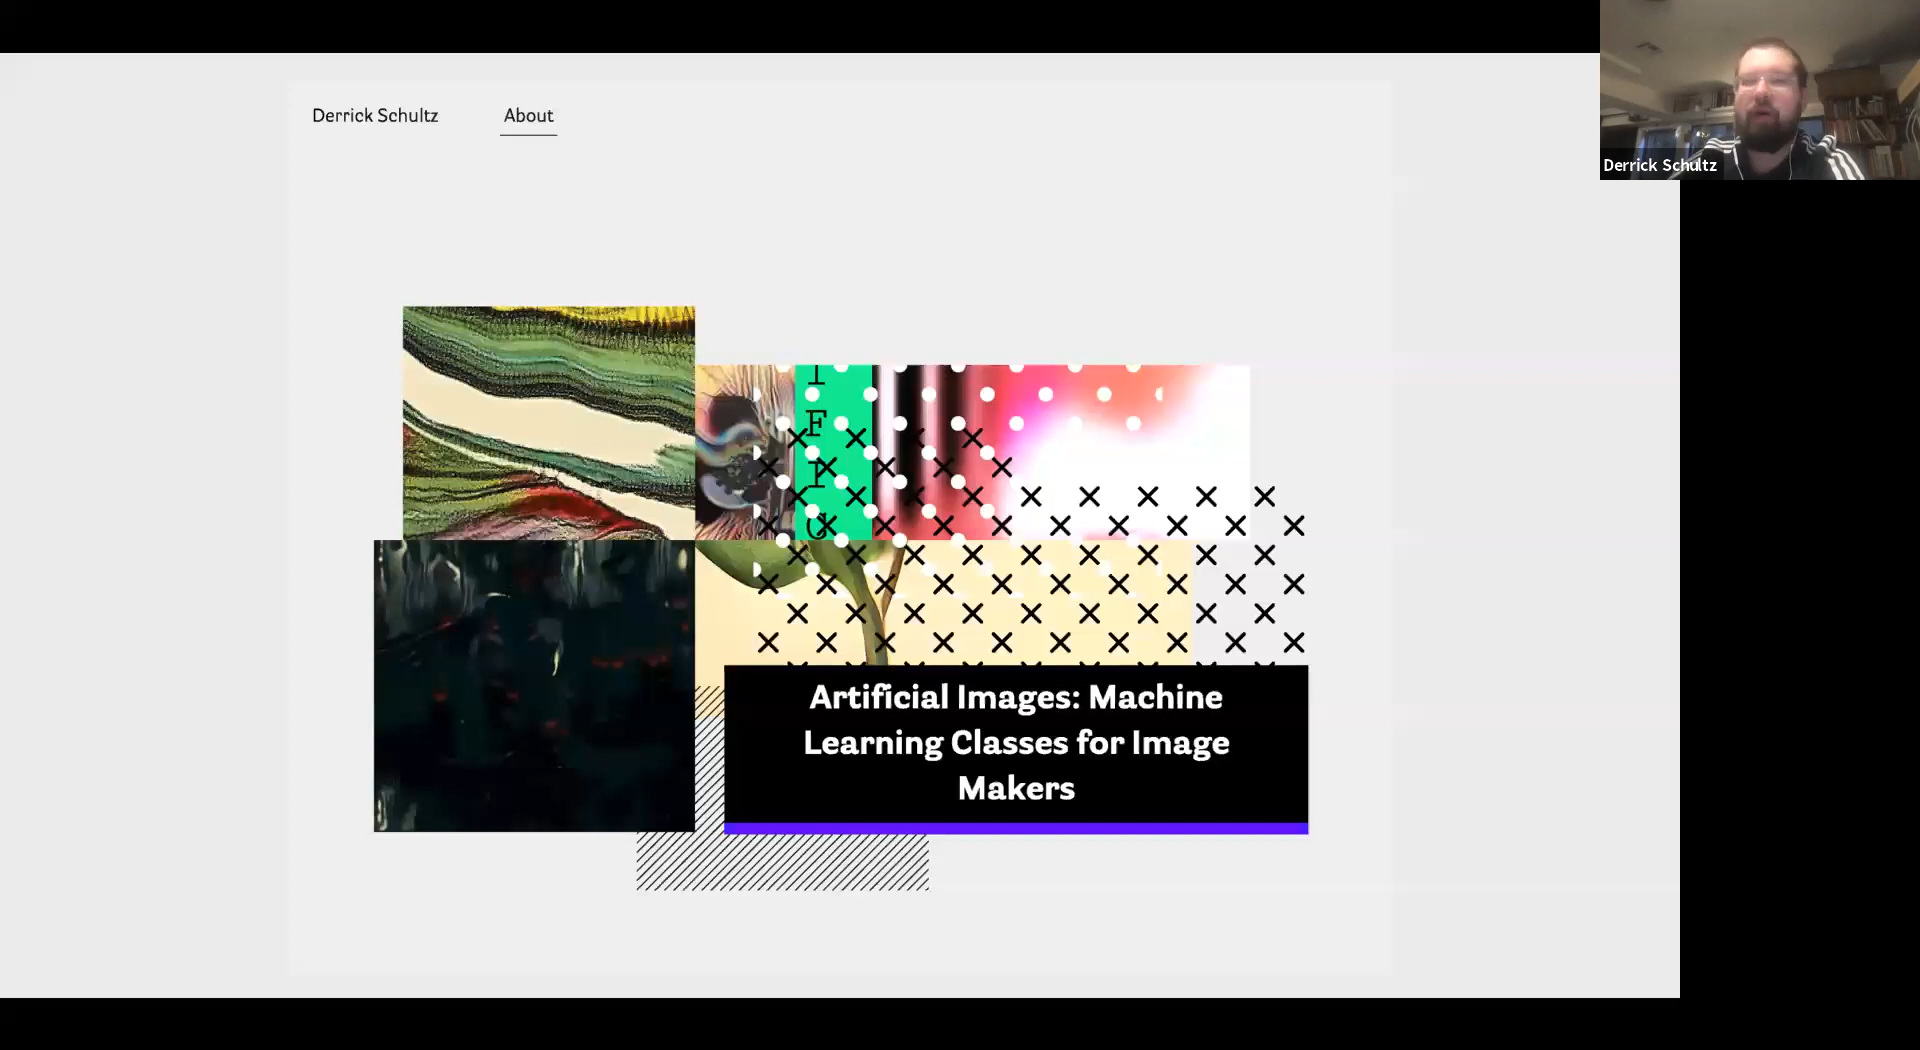 Derrick Schultz
About
Derrick Schultz
I
F
I
C
Artificial Images: Machine
Learning Classes for Image
Makers